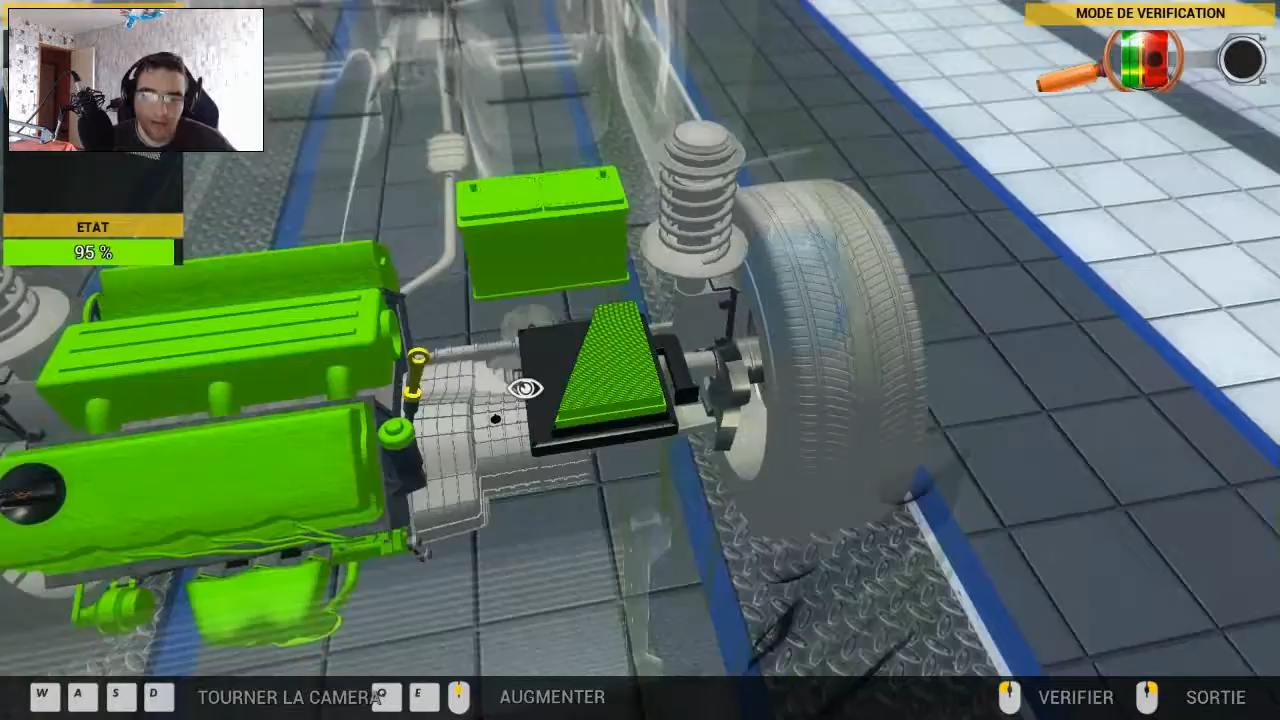 MODE DE VERIFICATION
ETAT
95 %
W A S D TOURNER LA CAMERA Q E AUGMENTER VERIFIER SORTIE